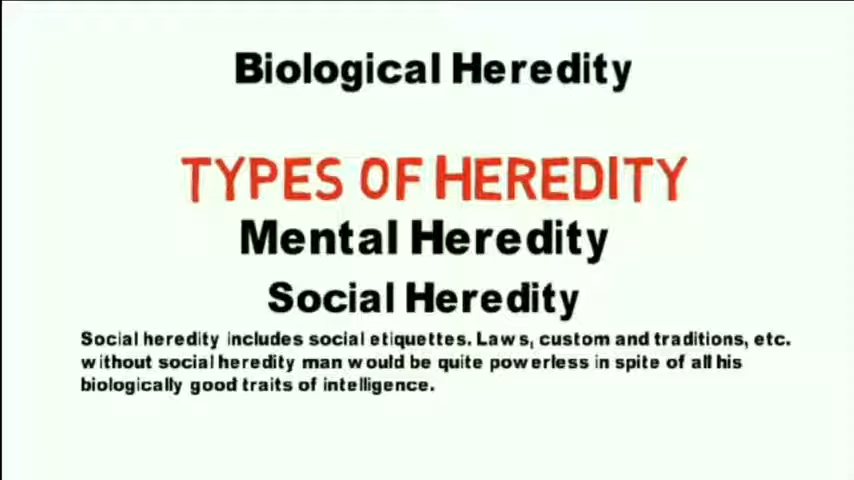 Biological Heredity
TYPES OF HEREDITY
Mental Heredity
Social Heredity
Social heredity includes social etiquettes. Laws, custom and traditions, etc.
without social heredity man would be quite powerless in spite of all his
biologically good traits of intelligence.